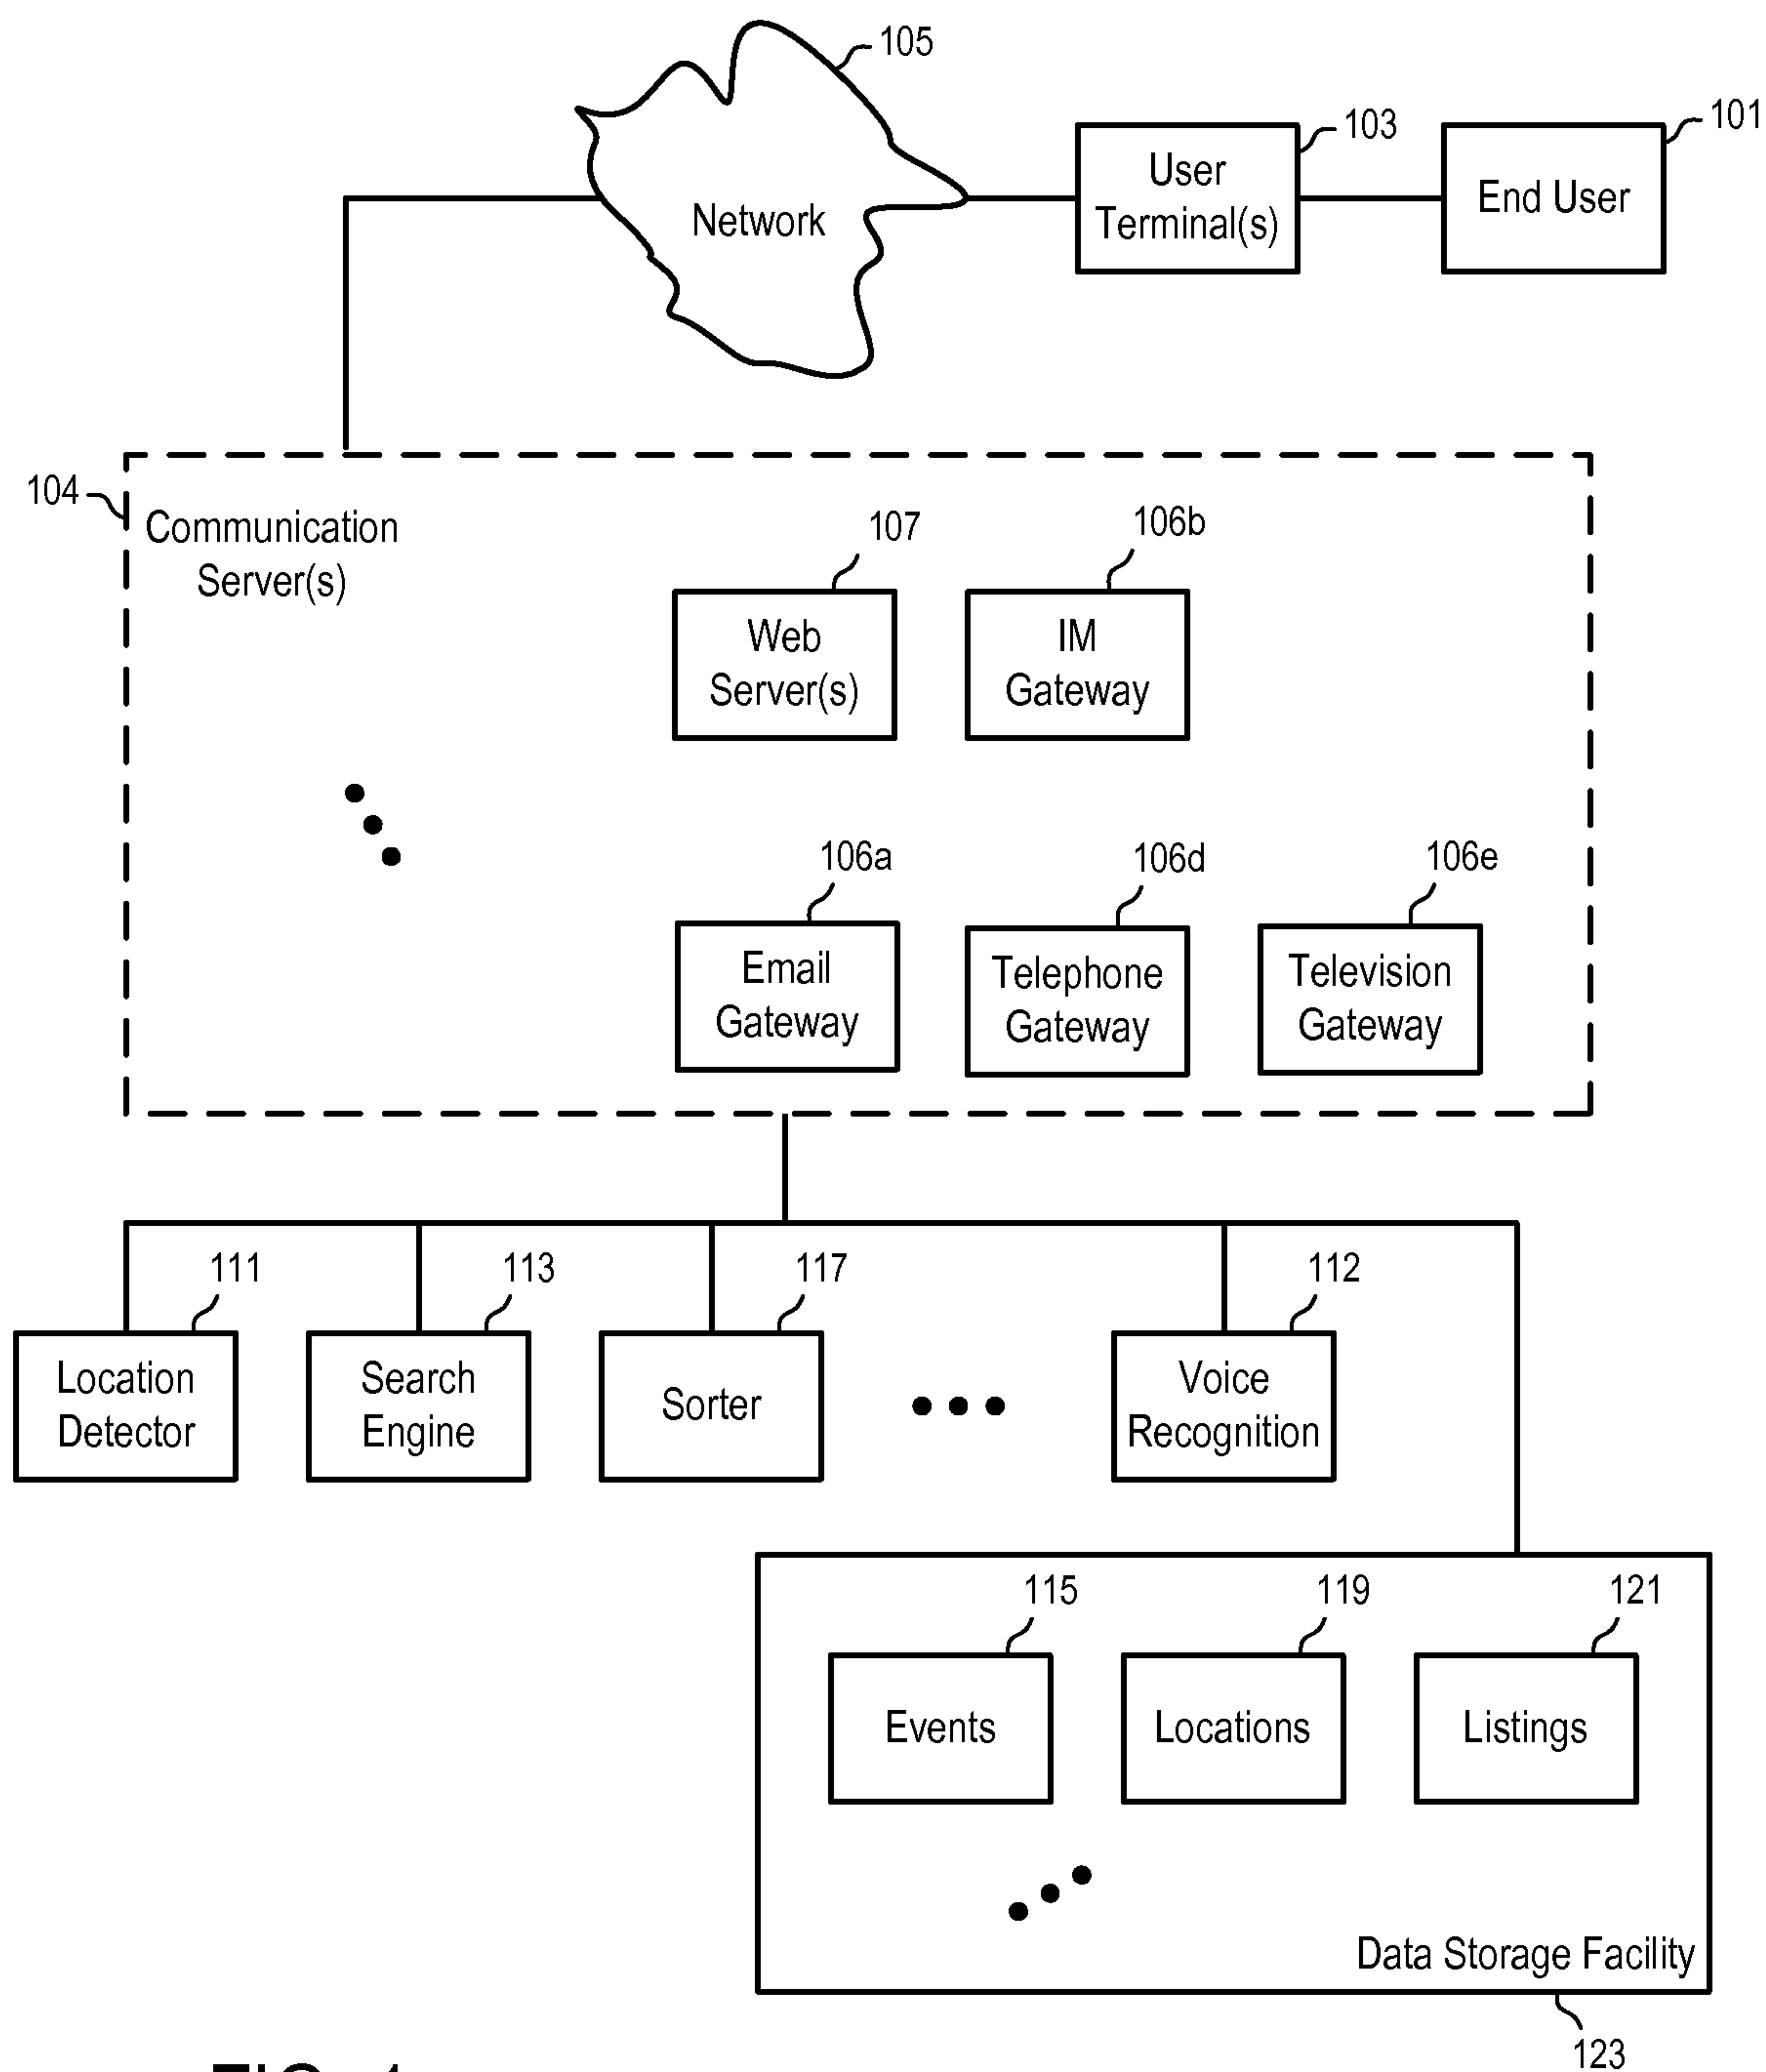 105
103
101
User
Terminal(s)
End User
Network
104
Communication
Server(s)
107
106b
Web
Server(s)
IM
Gateway
106a
106d
106e
Email
Gateway
Telephone
Gateway
Television
Gateway
111
113
117
112
Location
Detector
Search
Engine
Sorter
Voice
Recognition
115
119
121
Events
Locations
Listings
Data Storage Facility
123